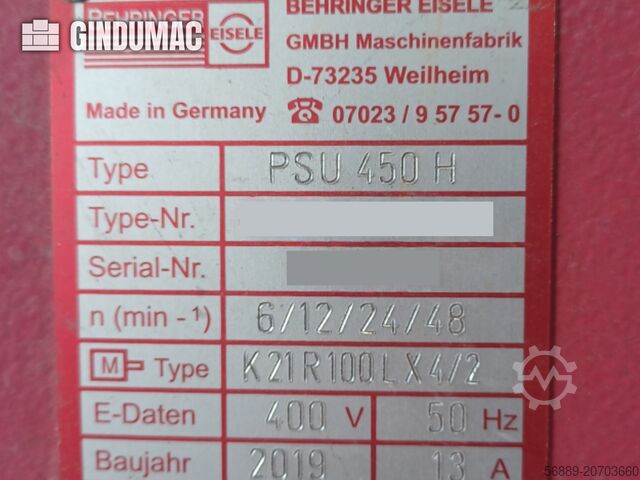 BEHRINGER EISELE
BEHRINGER EISELE
GINDUMAC
GMBH Maschinenfabrik
D-73235 Weilheim
Made in Germany ☎ 07023 / 9 57 57- 0
Type PSU 450 H
Type-Nr.
Serial-Nr.
n (min -¹) 6/12/24/48
M Type K21R100LX4/2
E-Daten 400 V 50 Hz
Baujahr 2019 13 A
56889-20703660